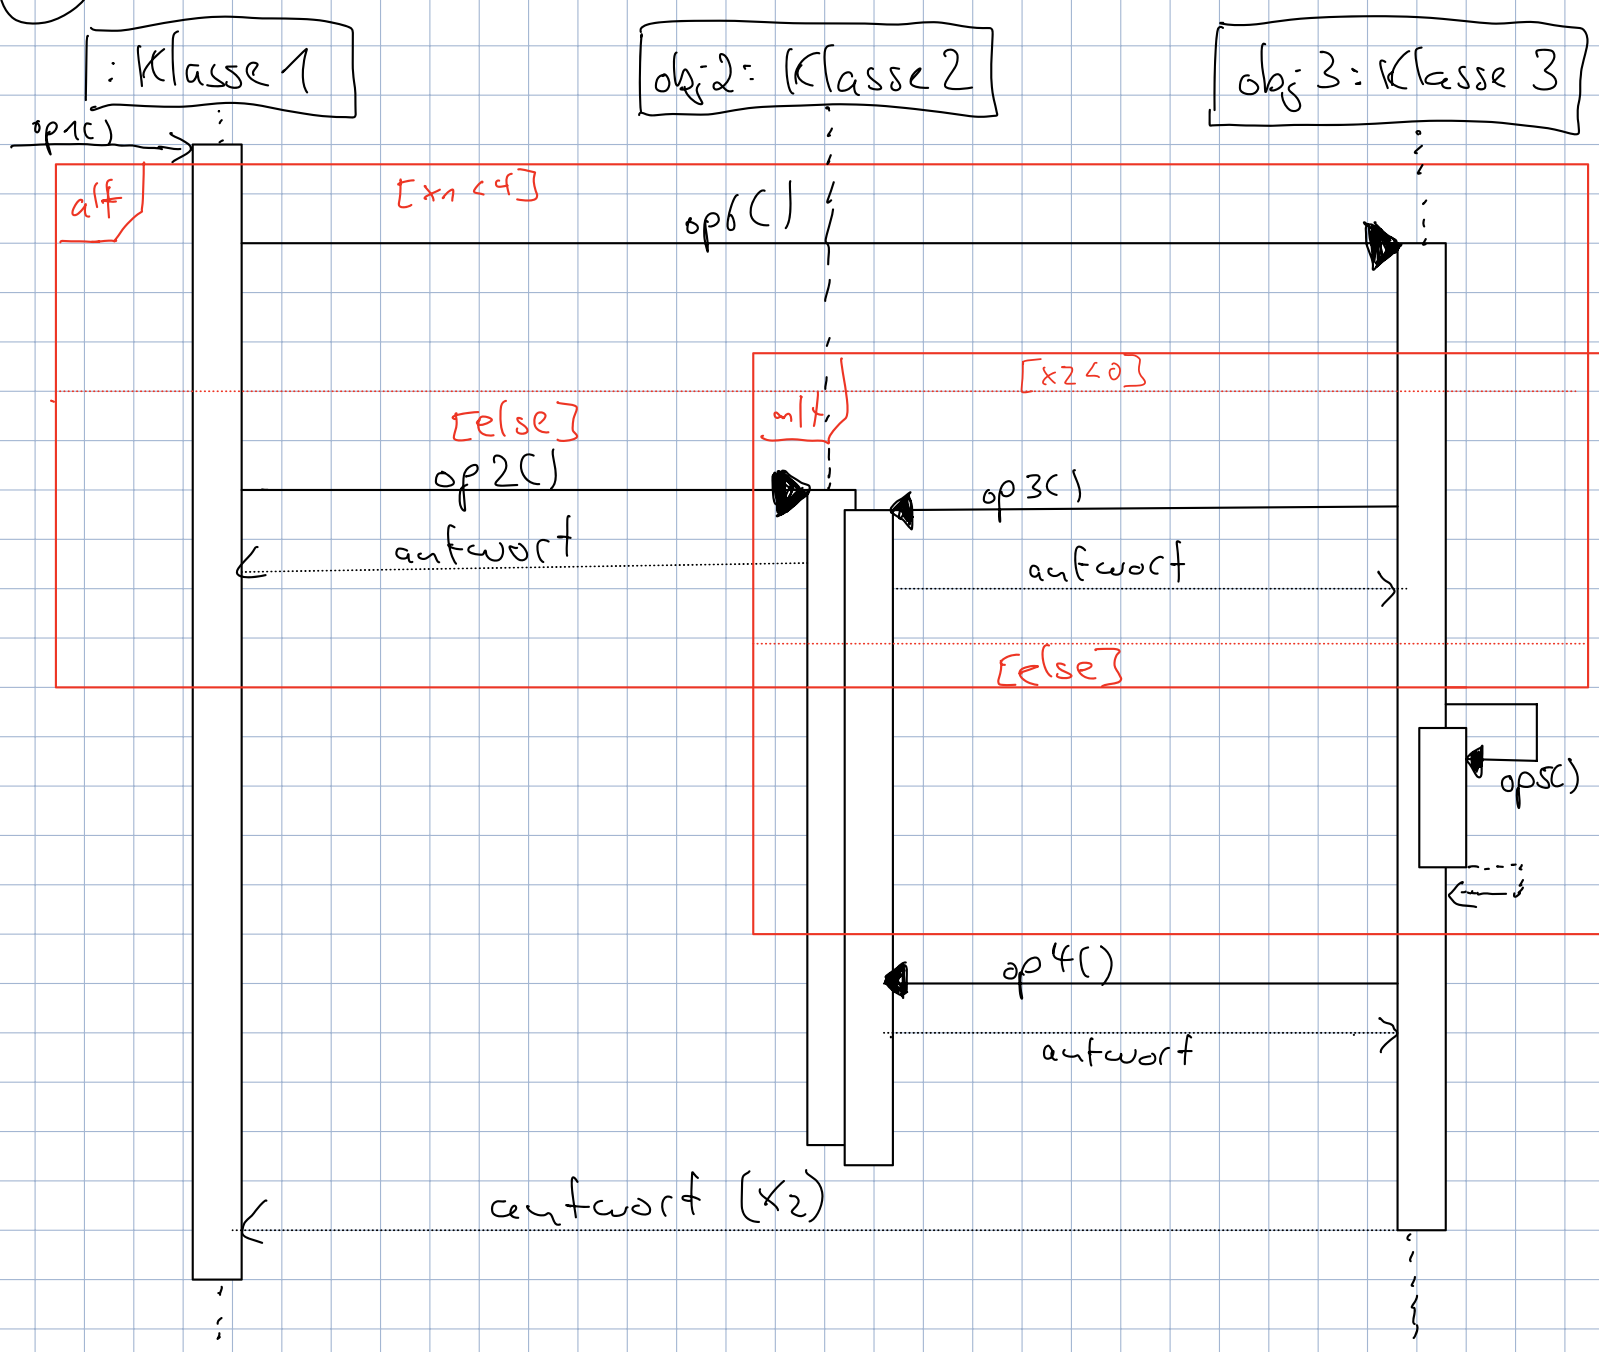 : Klasse 1
obj2: Klasse 2
obj3: Klasse 3
op1()
alt
[x1 < 4]
op6()
[x2 < 0]
alt
[else]
op2()
op3()
antwort
antwort
[else]
op5()
op4()
antwort
antwort (x2)